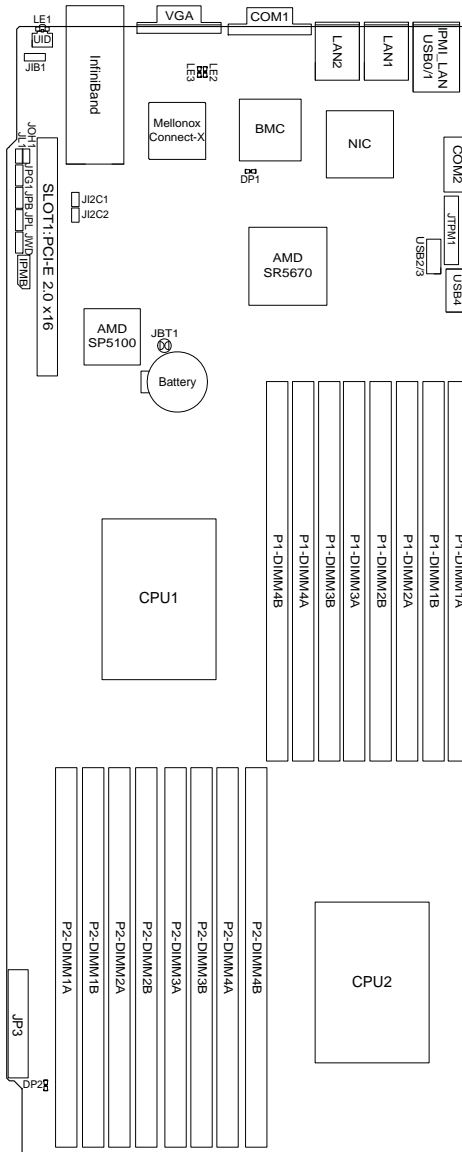 LE1
UID
JIB1
InfiniBand
VGA
COM1
LAN2
LAN1
IPMI_LAN
USB0/1
LE3
LE2
Mellonox
Connect-X
BMC
NIC
DP1
COM2
JTPM1
USB2/3
USB4
JOH1
JL1
JPG1
JPB
JPL
JWD
IPMB
SLOT1:PCI-E 2.0 x16
JI2C1
JI2C2
AMD
SR5670
AMD
SP5100
JBT1
Battery
CPU1
P1-DIMM4B
P1-DIMM4A
P1-DIMM3B
P1-DIMM3A
P1-DIMM2B
P1-DIMM2A
P1-DIMM1B
P1-DIMM1A
P2-DIMM1A
P2-DIMM1B
P2-DIMM2A
P2-DIMM2B
P2-DIMM3A
P2-DIMM3B
P2-DIMM4A
P2-DIMM4B
CPU2
JP3
DP2